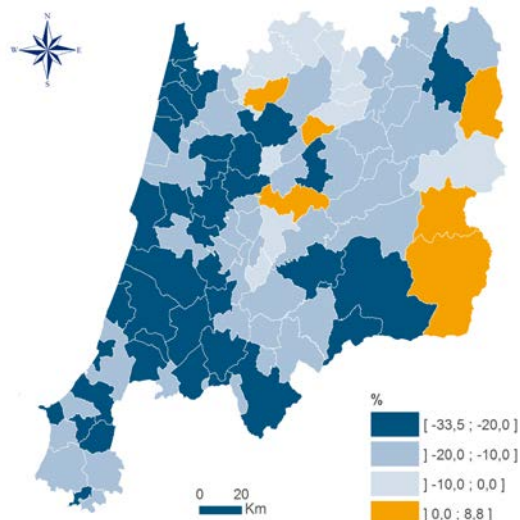 N
W E
S
%
[ -33,5 ; -20,0 ]
] -20,0 ; -10,0 ]
] -10,0 ; 0,0 ]
] 0,0 ; 8,8 ]
0 20
Km